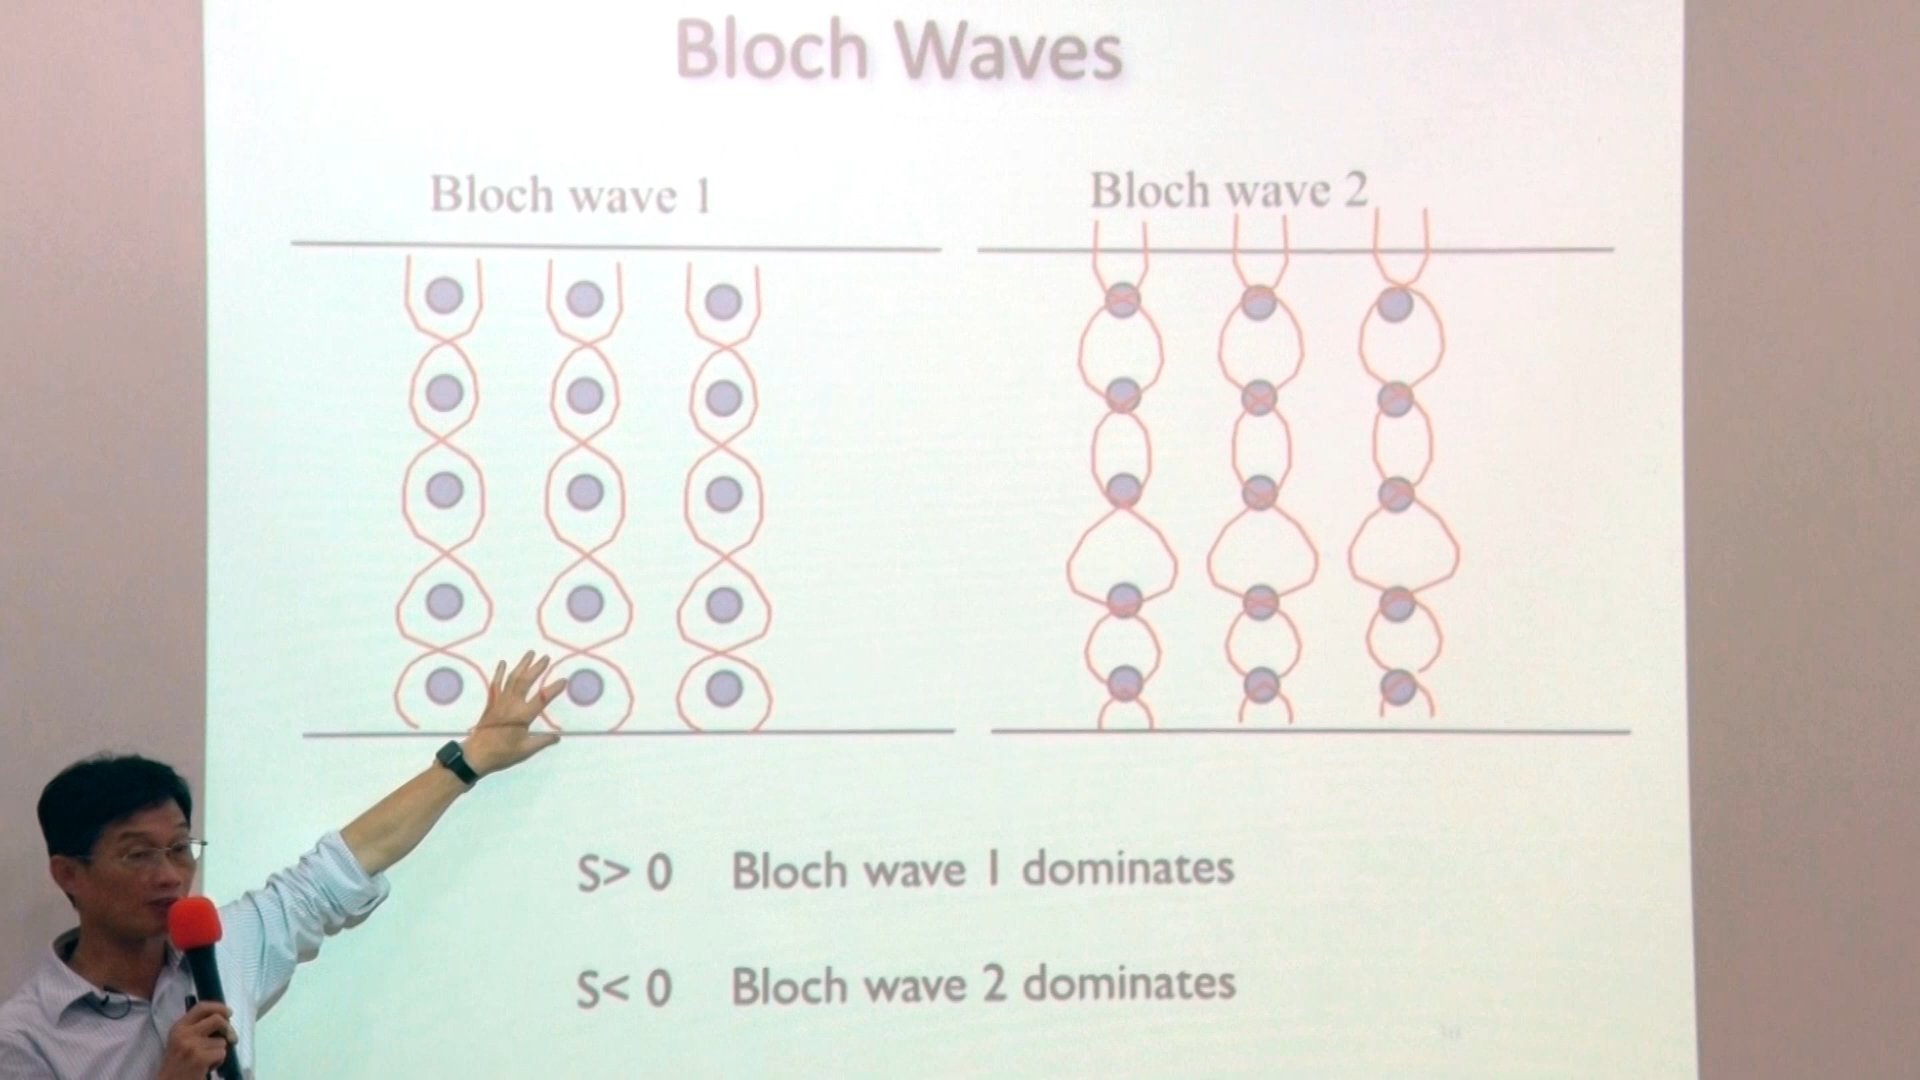 Bloch Waves
Bloch wave 1
Bloch wave 2
S> 0 Bloch wave 1 dominates
S< 0 Bloch wave 2 dominates